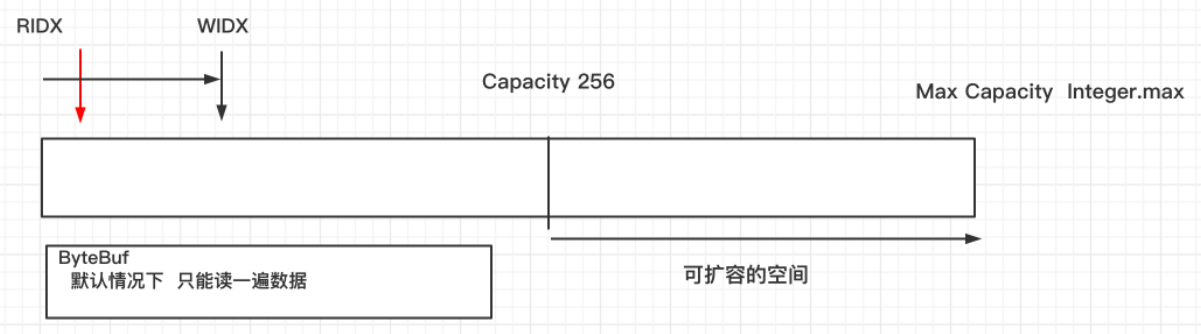 RIDX
WIDX
Capacity 256
Max Capacity Integer.max
ByteBuf
默认情况下 只能读一遍数据
可扩容的空间